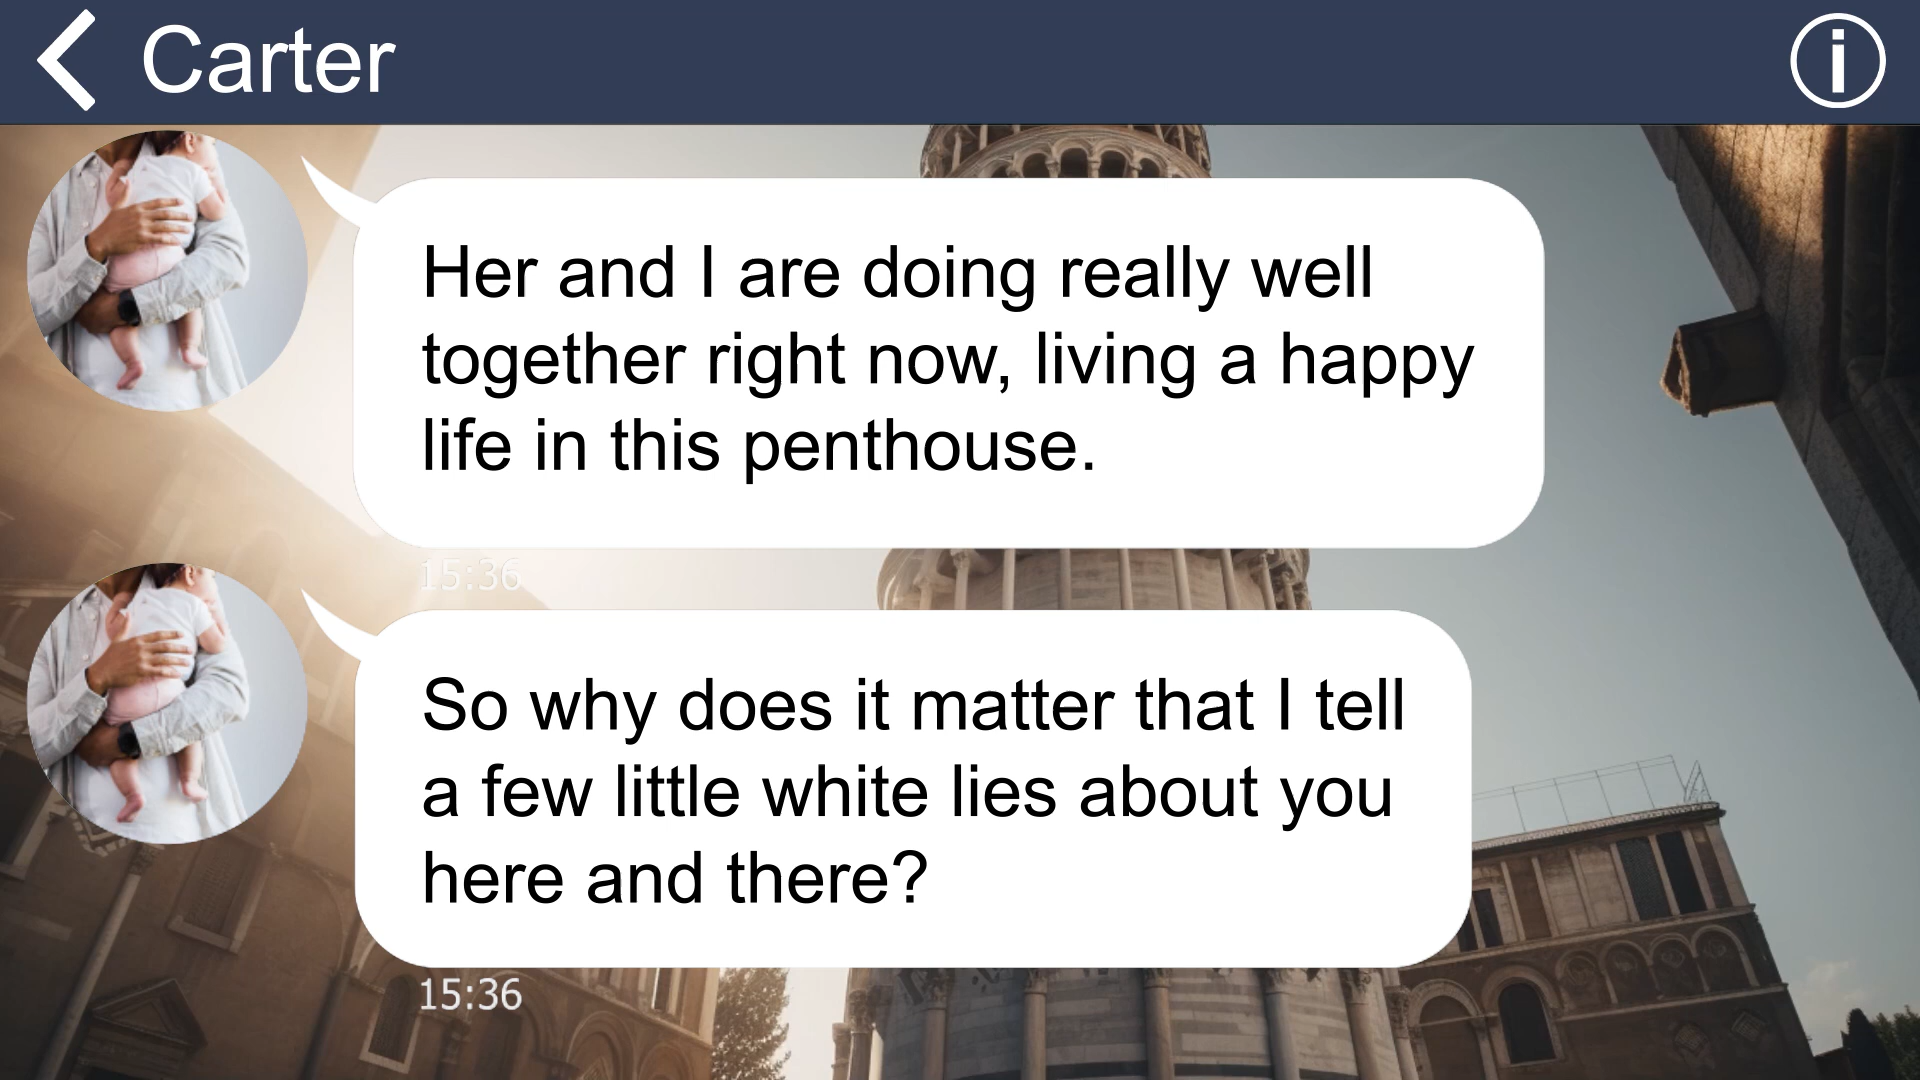 Carter
Her and I are doing really well
together right now, living a happy
life in this penthouse.
15:36
So why does it matter that I tell
a few little white lies about you
here and there?
15:36